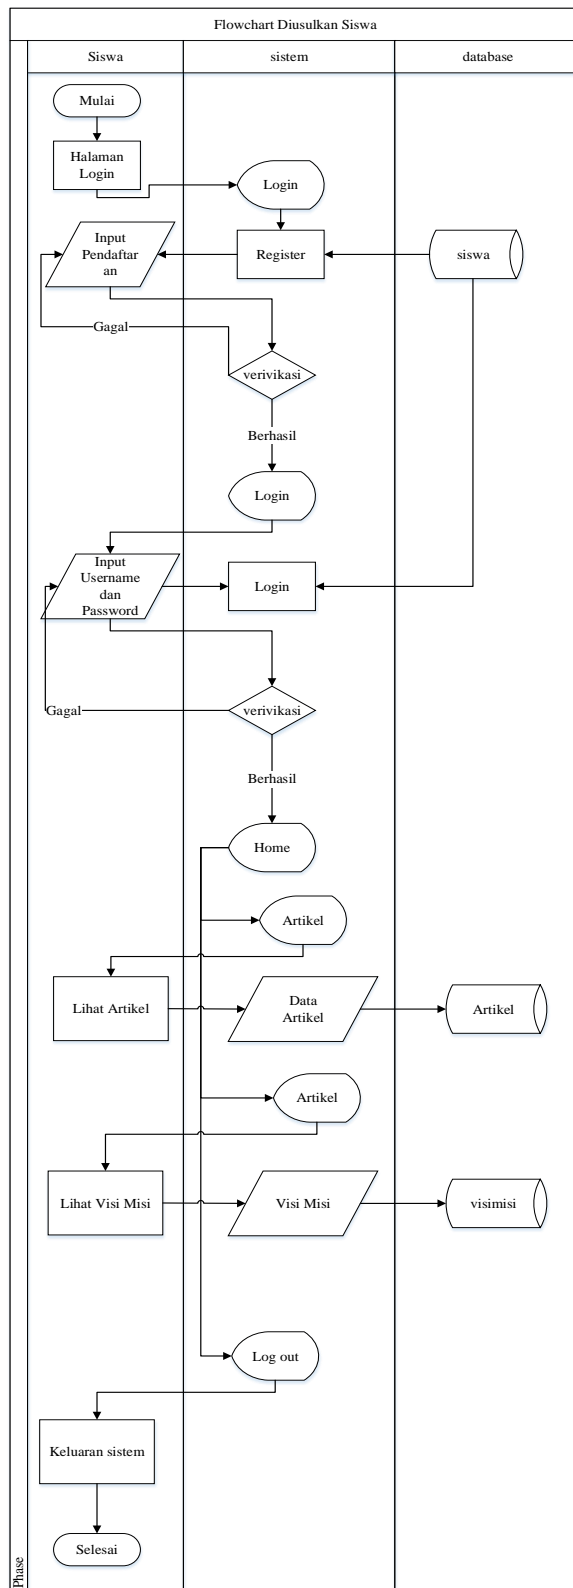 Flowchart Diusulkan Siswa
Siswa
sistem
database
Mulai
Halaman
Login
Login
Input
Pendaftar
an
Register
siswa
Gagal
verivikasi
Berhasil
Login
Input
Username
dan
Password
Login
Gagal
verivikasi
Berhasil
Home
Artikel
Lihat Artikel
Data
Artikel
Artikel
Artikel
Lihat Visi Misi
Visi Misi
visimisi
Log out
Keluaran sistem
Selesai
Phase